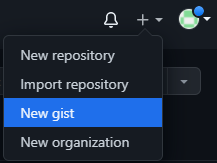 New repository
Import repository
New gist
New organization